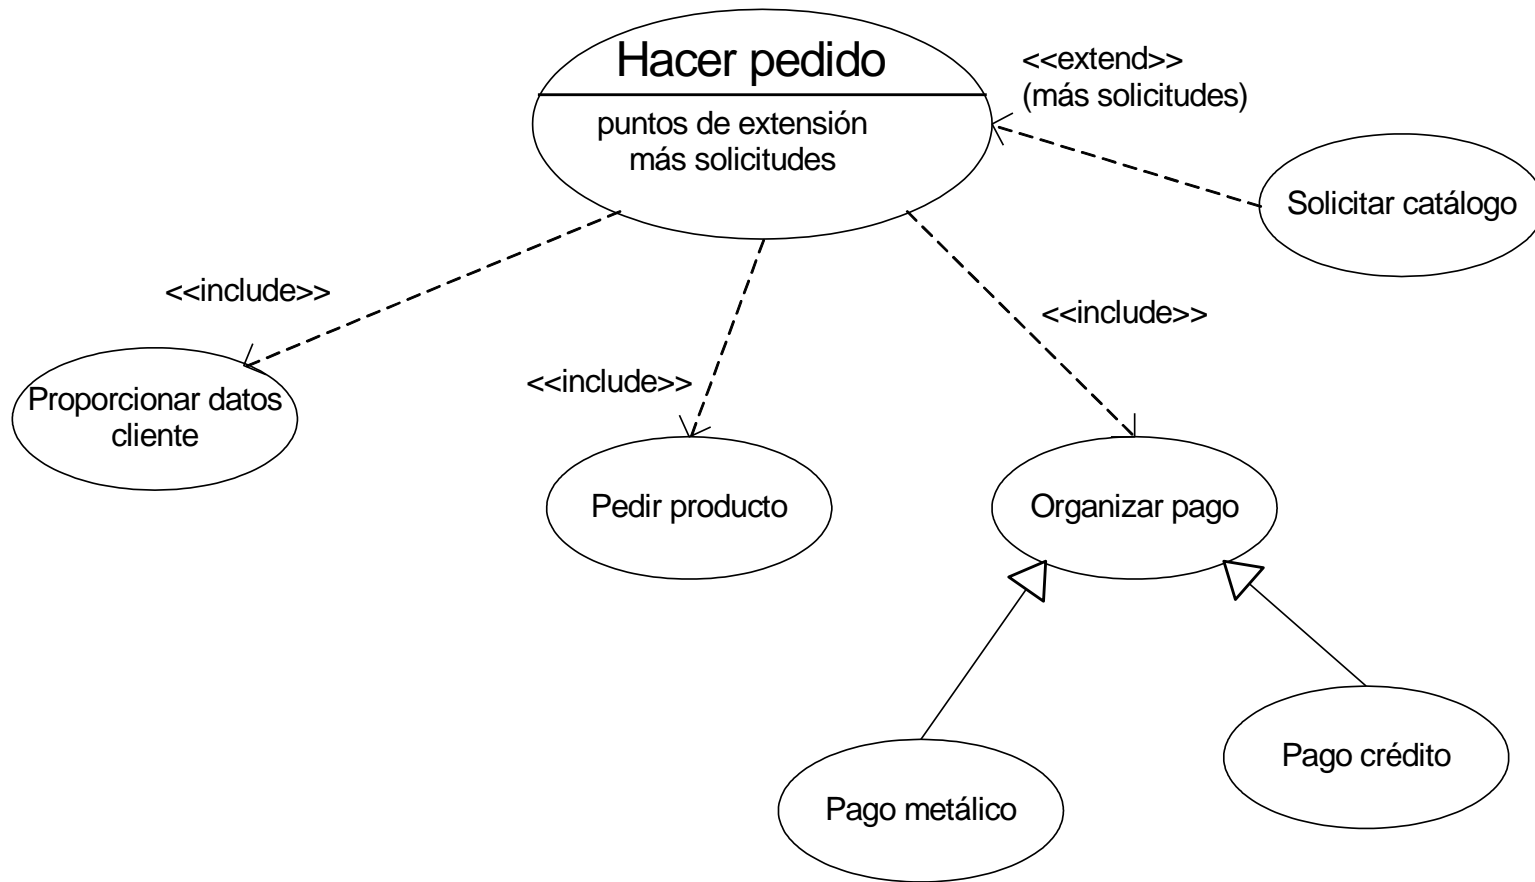 Hacer pedido
puntos de extensión
más solicitudes
<<extend>>
(más solicitudes)
Solicitar catálogo
<<include>>
<<include>>
<<include>>
Proporcionar datos
cliente
Pedir producto
Organizar pago
Pago metálico
Pago crédito